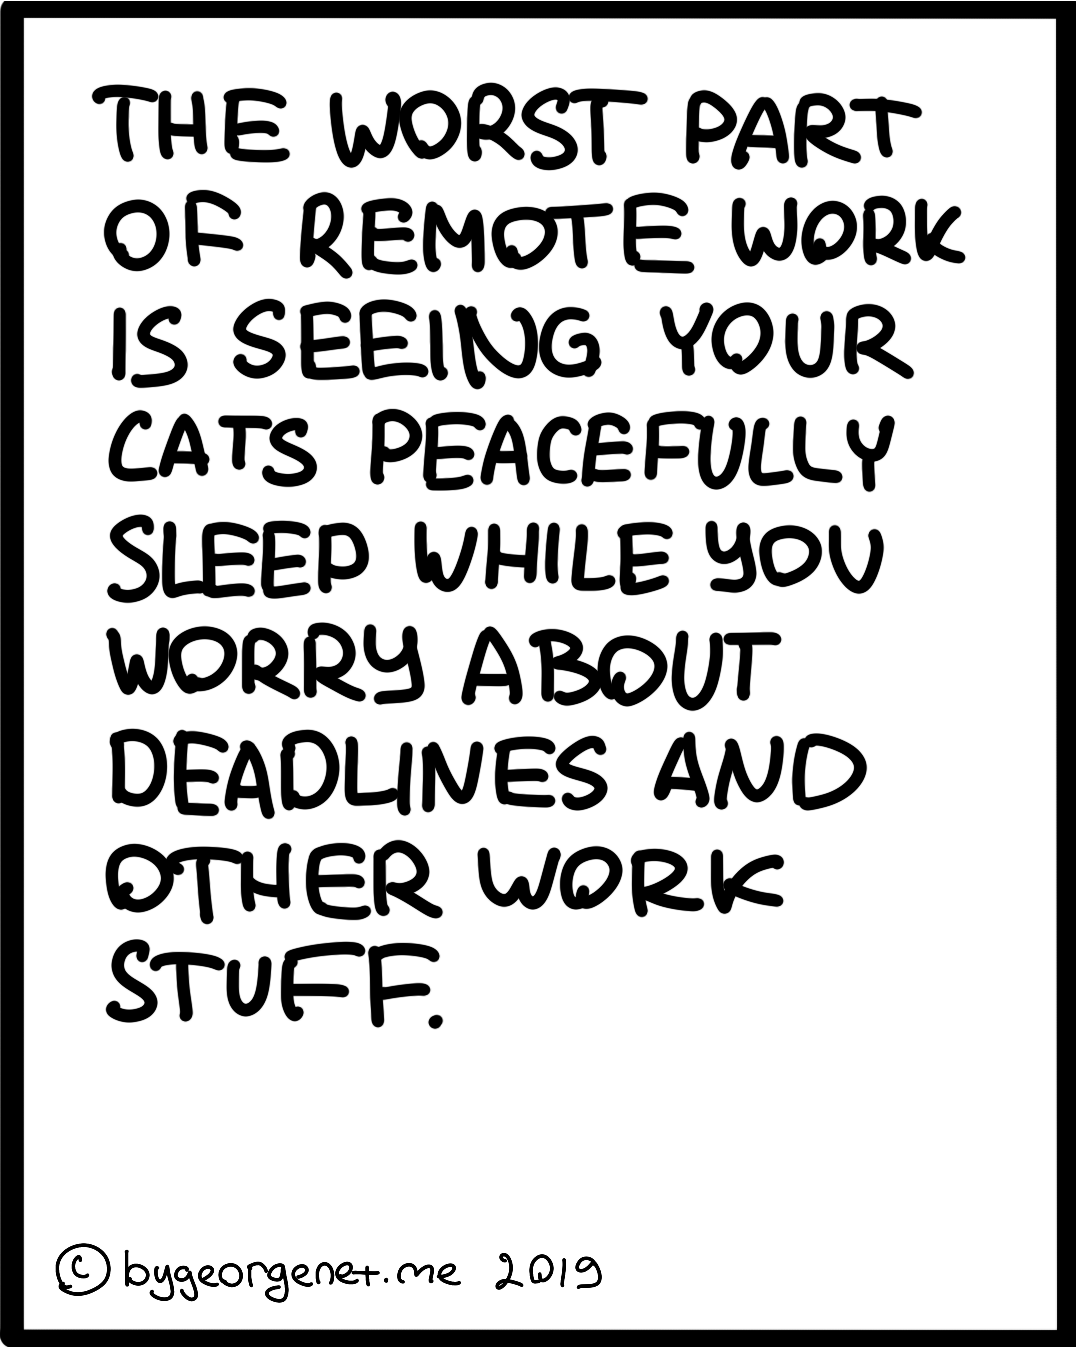 THE WORST PART
OF REMOTE WORK
IS SEEING YOUR
CATS PEACEFULLY
SLEEP WHILE YOU
WORRY ABOUT
DEADLINES AND
OTHER WORK
STUFF.
© bygeorgenet.me 2019